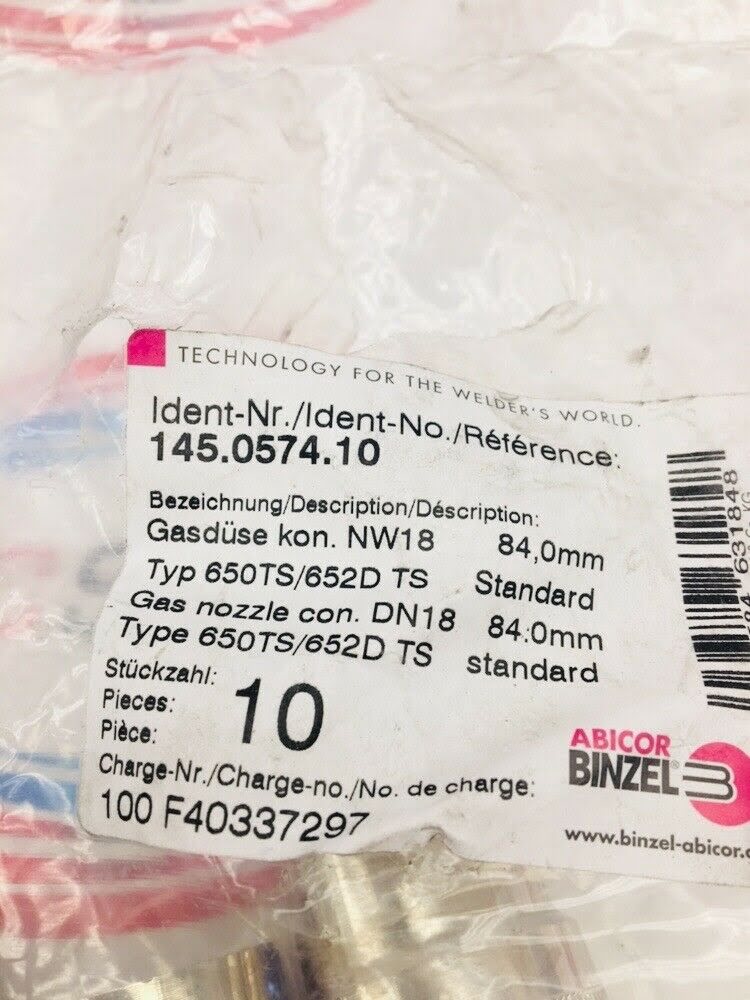 TECHNOLOGY FOR THE WELDER'S WORLD.
Ident-Nr./Ident-No./Référence:
145.0574.10
Bezeichnung/Description/Déscription:
Gasdüse kon. NW18 84,0mm
Typ 650TS/652D TS Standard
Gas nozzle con. DN18 84.0mm
Type 650TS/652D TS standard
Stückzahl:
Pieces:
Pièce:
10
Charge-Nr./Charge-no./No. de charge:
100 F40337297
631848
ABICOR
BINZEL®
www.binzel-abicor.